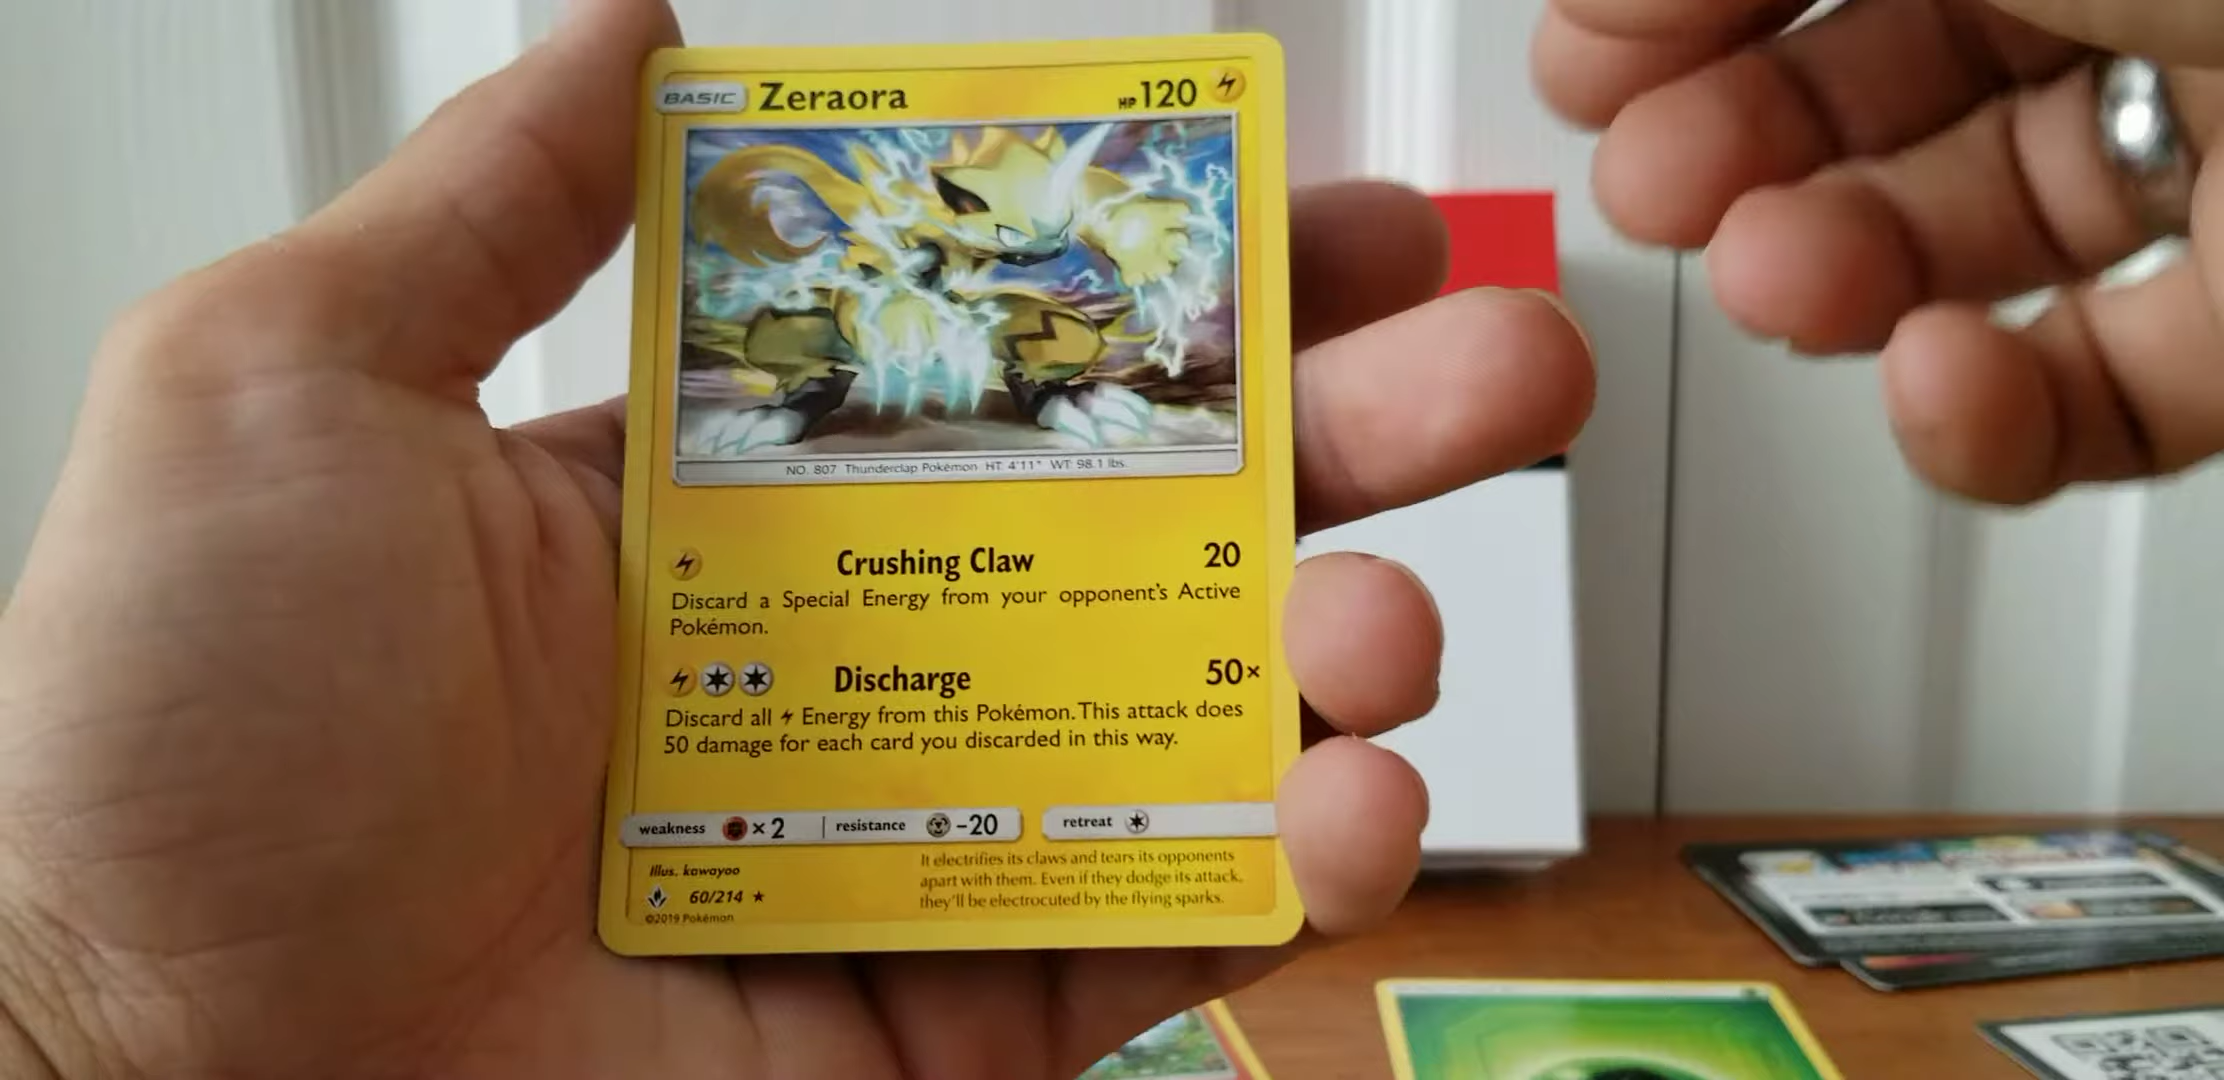 BASIC Zeraora HP 120
NO. 807 Thunderclap Pokémon HT: 4'11" WT: 98.1 lbs.
Crushing Claw 20
Discard a Special Energy from your opponent's Active
Pokémon.
Discharge 50×
Discard all Energy from this Pokémon. This attack does
50 damage for each card you discarded in this way.
weakness ×2 resistance -20 retreat
It electrifies its claws and tears its opponents
apart with them. Even if they dodge its attack,
they'll be electrocuted by the flying sparks.
Illus. kawayoo
60/214 ★
©2019 Pokémon